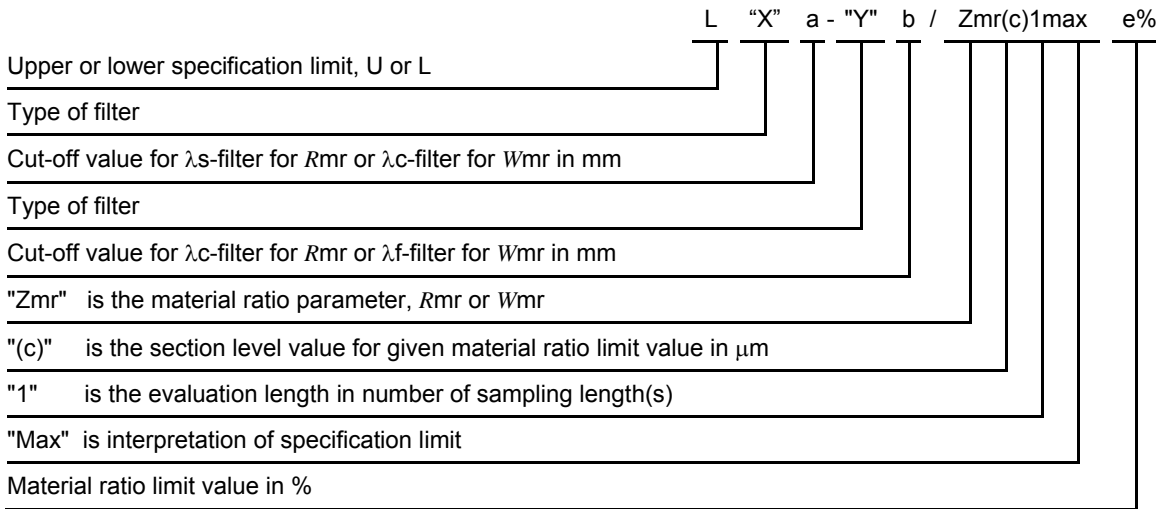 L “X” a - "Y" b / Zmr(c)1max e%
Upper or lower specification limit, U or L
Type of filter
Cut-off value for λs-filter for Rmr or λc-filter for Wmr in mm
Type of filter
Cut-off value for λc-filter for Rmr or λf-filter for Wmr in mm
"Zmr" is the material ratio parameter, Rmr or Wmr
"(c)" is the section level value for given material ratio limit value in μm
"1" is the evaluation length in number of sampling length(s)
"Max" is interpretation of specification limit
Material ratio limit value in %